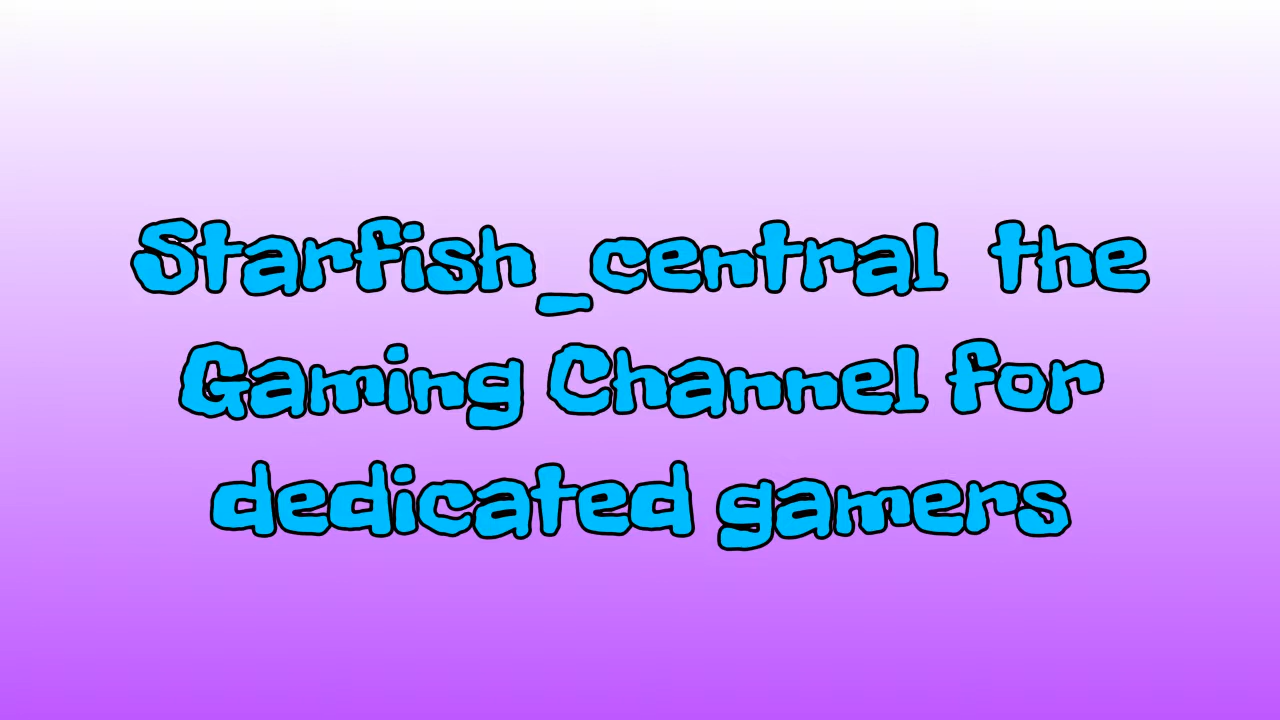 Starfish_central  the
Gaming Channel for
dedicated gamers